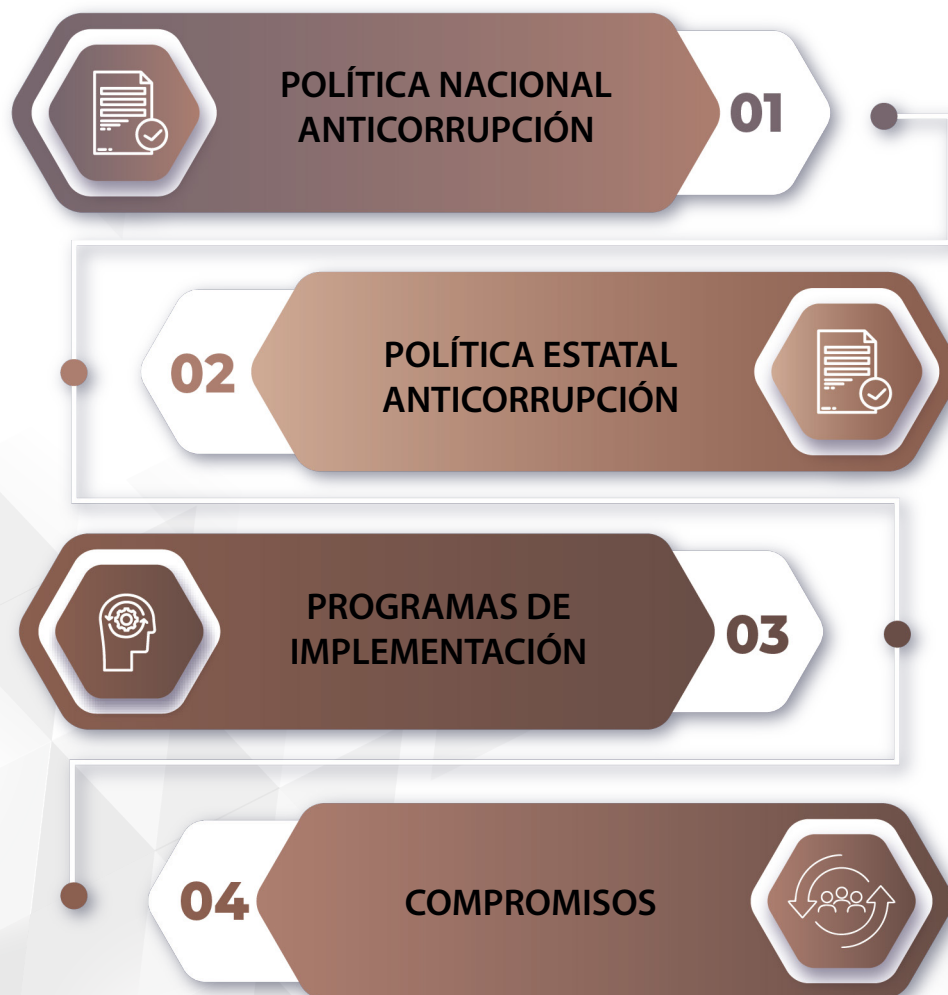 POLÍTICA NACIONAL
ANTICORRUPCIÓN
01
02
POLÍTICA ESTATAL
ANTICORRUPCIÓN
PROGRAMAS DE
IMPLEMENTACIÓN
03
04
COMPROMISOS